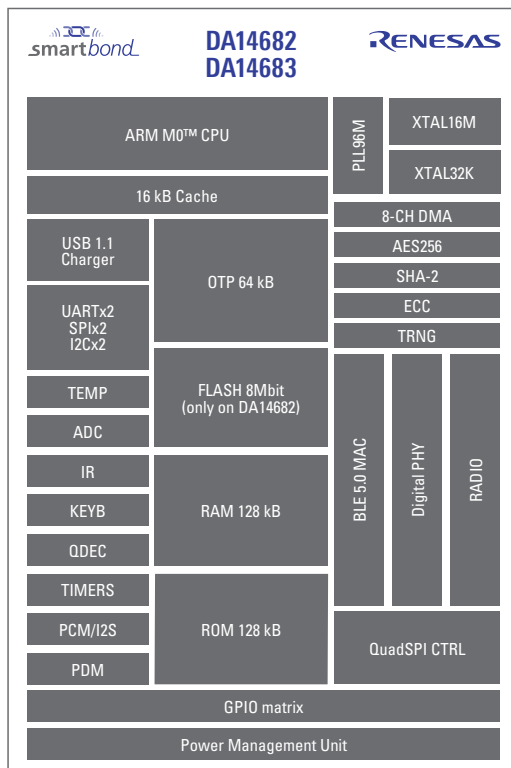 smartbond
DA14682
DA14683
RENESAS
ARM M0™ CPU
PLL96M
XTAL16M
XTAL32K
16 kB Cache
8-CH DMA
USB 1.1
Charger
OTP 64 kB
AES256
SHA-2
ECC
TRNG
UARTx2
SPIx2
I2Cx2
FLASH 8Mbit
(only on DA14682)
TEMP
ADC
IR
KEYB
QDEC
RAM 128 kB
BLE 5.0 MAC
Digital PHY
RADIO
TIMERS
PCM/I2S
PDM
ROM 128 kB
QuadSPI CTRL
GPIO matrix
Power Management Unit